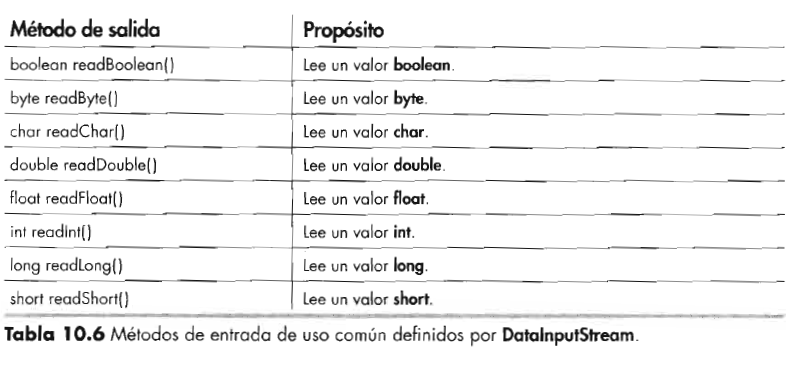 Método de salida Propósito
boolean readBoolean() Lee un valor boolean.
byte readByte() Lee un valor byte.
char readChar() Lee un valor char.
double readDouble() Lee un valor double.
float readFloat() Lee un valor float.
int readInt() Lee un valor int.
long readLong() Lee un valor long.
short readShort() Lee un valor short.
Tabla 10.6 Métodos de entrada de uso común definidos por DataInputStream.